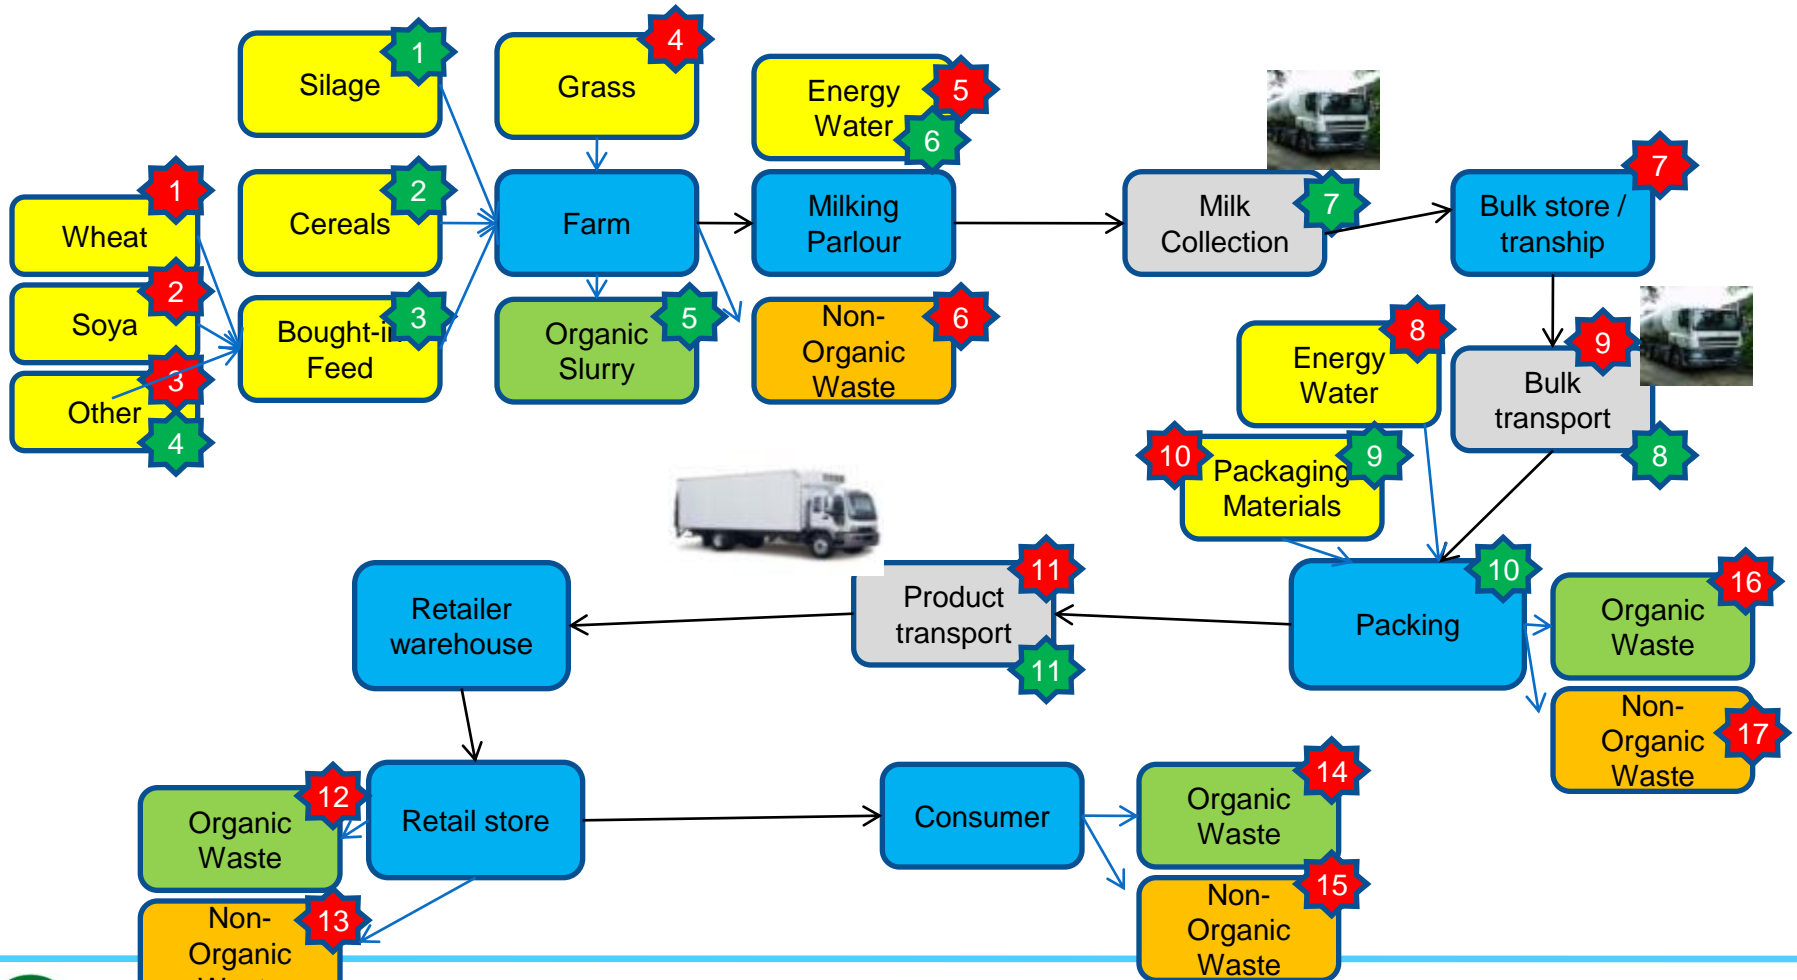 1
Silage
4
Grass
5
Energy
Water
6
1
Wheat
2
Soya
3
Other
4
2
Cereals
3
Bought-in
Feed
Farm
5
Organic
Slurry
Milking
Parlour
6
Non-
Organic
Waste
7
Milk
Collection
7
Bulk store /
tranship
9
Bulk
transport
8
8
Energy
Water
10
9
Packaging
Materials
10
Packing
16
Organic
Waste
17
Non-
Organic
Waste
11
Product
transport
11
Retailer
warehouse
Retail store
12
Organic
Waste
13
Non-
Organic
Consumer
14
Organic
Waste
15
Non-
Organic
Waste